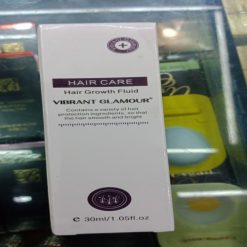 HAIR CARE
Hair Growth Fluid
VIBRANT GLAMOUR
Contains a variety of hair
protection ingredients, so that
the hair smooth and bright
e 30ml/1.05fl.oz